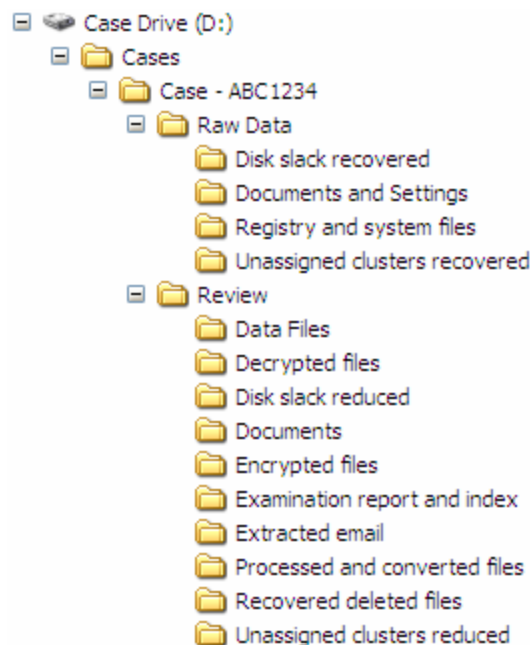 Case Drive (D:)
Cases
Case - ABC1234
Raw Data
Disk slack recovered
Documents and Settings
Registry and system files
Unassigned clusters recovered
Review
Data Files
Decrypted files
Disk slack reduced
Documents
Encrypted files
Examination report and index
Extracted email
Processed and converted files
Recovered deleted files
Unassigned clusters reduced